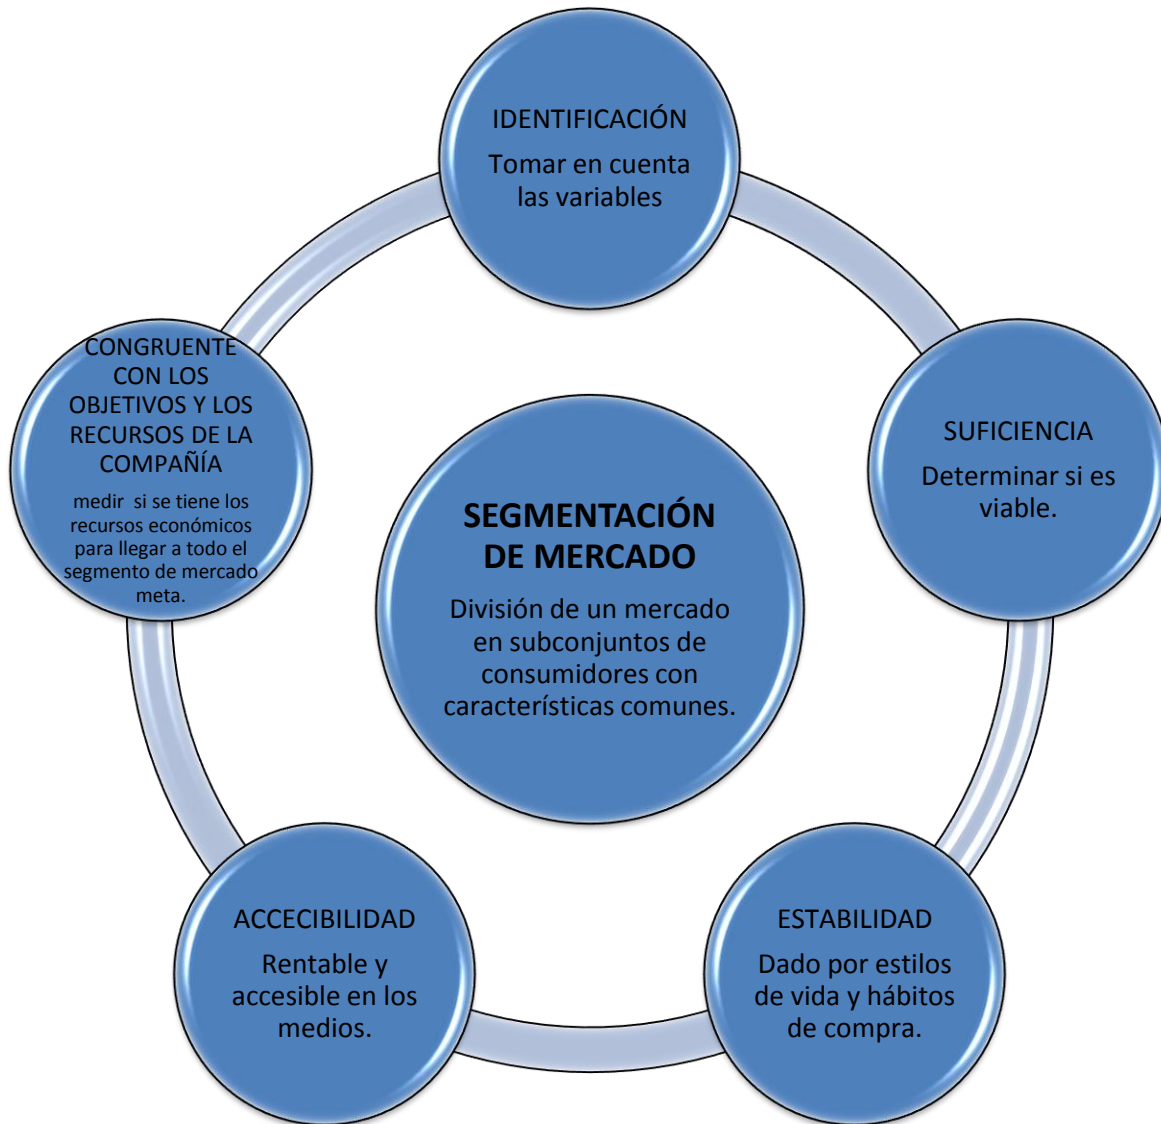 IDENTIFICACIÓN
Tomar en cuenta
las variables
SUFICIENCIA
Determinar si es
viable.
ESTABILIDAD
Dado por estilos
de vida y hábitos
de compra.
ACCECIBILIDAD
Rentable y
accesible en los
medios.
CONGRUENTE
CON LOS
OBJETIVOS Y LOS
RECURSOS DE LA
COMPAÑÍA
medir si se tiene los
recursos económicos
para llegar a todo el
segmento de mercado
meta.
SEGMENTACIÓN
DE MERCADO
División de un mercado
en subconjuntos de
consumidores con
características comunes.